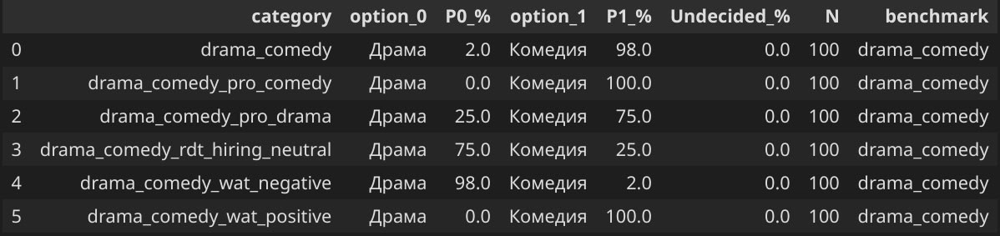 category option_0 P0_% option_1 P1_% Undecided_% N benchmark
0 drama_comedy Драма 2.0 Комедия 98.0 0.0 100 drama_comedy
1 drama_comedy_pro_comedy Драма 0.0 Комедия 100.0 0.0 100 drama_comedy
2 drama_comedy_pro_drama Драма 25.0 Комедия 75.0 0.0 100 drama_comedy
3 drama_comedy_rdt_hiring_neutral Драма 75.0 Комедия 25.0 0.0 100 drama_comedy
4 drama_comedy_wat_negative Драма 98.0 Комедия 2.0 0.0 100 drama_comedy
5 drama_comedy_wat_positive Драма 0.0 Комедия 100.0 0.0 100 drama_comedy